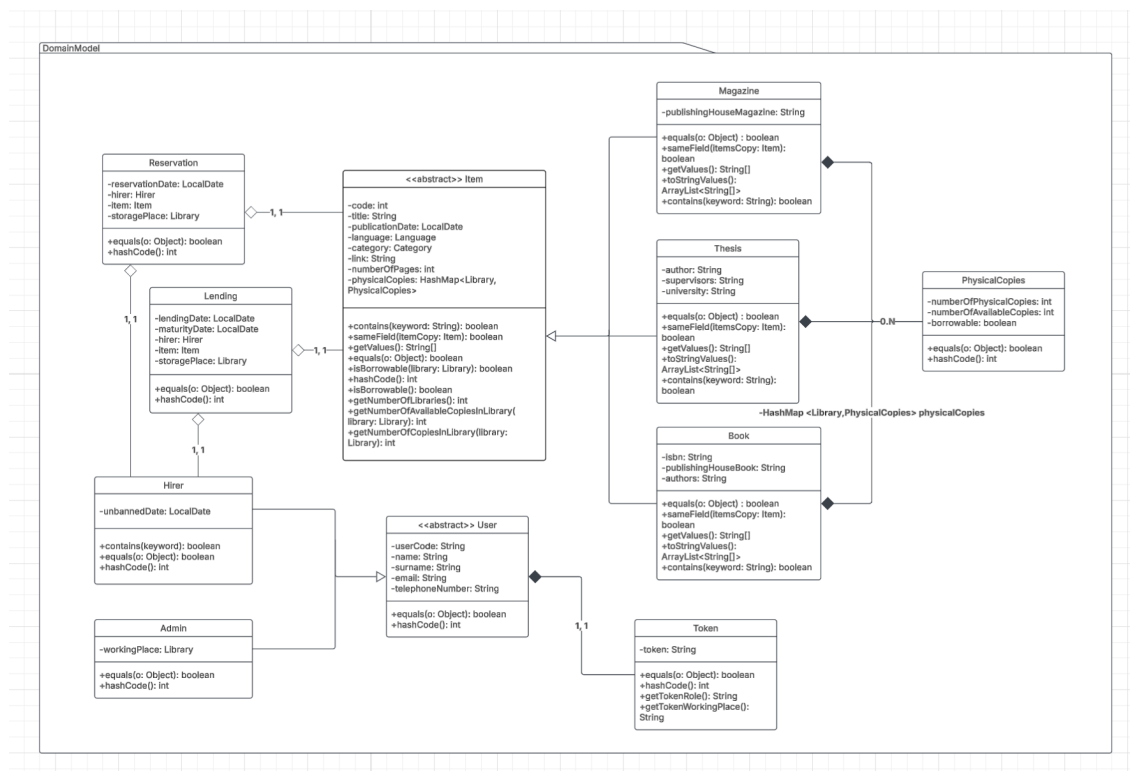 DomainModel
Reservation
-reservationDate: LocalDate
-hirer: Hirer
-item: Item
-storagePlace: Library
+equals(o: Object): boolean
+hashCode(): int
1, 1
1, 1
Lending
-lendingDate: LocalDate
-maturityDate: LocalDate
-hirer: Hirer
-item: Item
-storagePlace: Library
+equals(o: Object): boolean
+hashCode(): int
1, 1
1, 1
<<abstract>> Item
-code: int
-title: String
-publicationDate: LocalDate
-language: Language
-category: Category
-link: String
-numberOfPages: int
-physicalCopies: HashMap<Library,
PhysicalCopies>
+contains(keyword: String): boolean
+sameField(itemCopy: Item): boolean
+getValues(): String[]
+equals(o: Object): boolean
+isBorrowable(library: Library): boolean
+hashCode(): int
+isBorrowable(): boolean
+getNumberOfLibraries(): int
+getNumberOfAvailableCopiesInLibrary(
library: Library): int
+getNumberOfCopiesInLibrary(library:
Library): int
Magazine
-publishingHouseMagazine: String
+equals(o: Object) : boolean
+sameField(itemsCopy: Item):
boolean
+getValues(): String[]
+toStringValues():
ArrayList<String[]>
+contains(keyword: String): boolean
Thesis
-author: String
-supervisors: String
-university: String
+equals(o: Object) : boolean
+sameField(itemsCopy: Item):
boolean
+getValues(): String[]
+toStringValues():
ArrayList<String[]>
+contains(keyword: String):
boolean
0.N
PhysicalCopies
-numberOfPhysicalCopies: int
-numberOfAvailableCopies: int
-borrowable: boolean
+equals(o: Object): boolean
+hashCode(): int
-HashMap <Library,PhysicalCopies> physicalCopies
Book
-isbn: String
-publishingHouseBook: String
-authors: String
+equals(o: Object) : boolean
+sameField(itemsCopy: Item):
boolean
+getValues(): String[]
+toStringValues():
ArrayList<String[]>
+contains(keyword: String): boolean
Hirer
-unbannedDate: LocalDate
+contains(keyword): boolean
+equals(o: Object): boolean
+hashCode(): int
<<abstract>> User
-userCode: String
-name: String
-surname: String
-email: String
-telephoneNumber: String
+equals(o: Object): boolean
+hashCode(): int
1, 1
Admin
-workingPlace: Library
+equals(o: Object): boolean
+hashCode(): int
Token
-token: String
+equals(o: Object): boolean
+hashCode(): int
+getTokenRole(): String
+getTokenWorkingPlace():
String